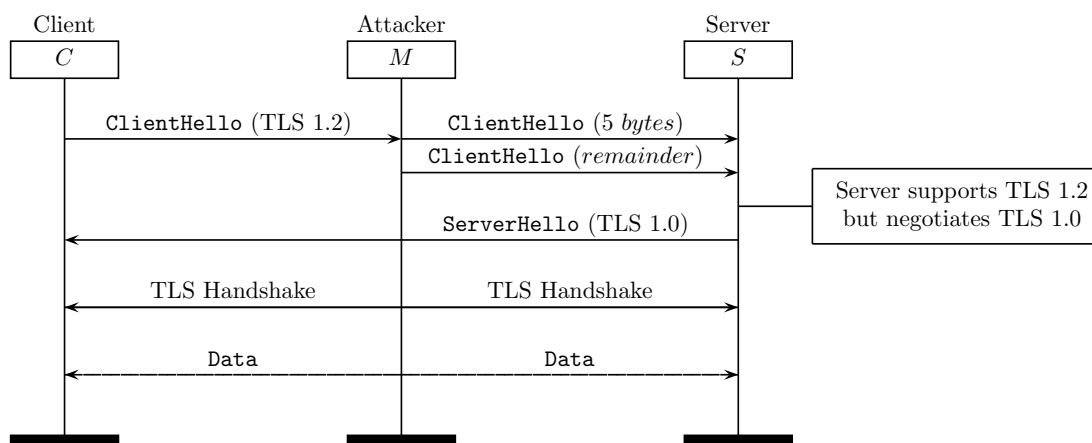 Client Attacker Server
C M S
ClientHello (TLS 1.2) ClientHello (5 bytes)
ClientHello (remainder)
Server supports TLS 1.2
but negotiates TLS 1.0
ServerHello (TLS 1.0)
TLS Handshake TLS Handshake
Data Data